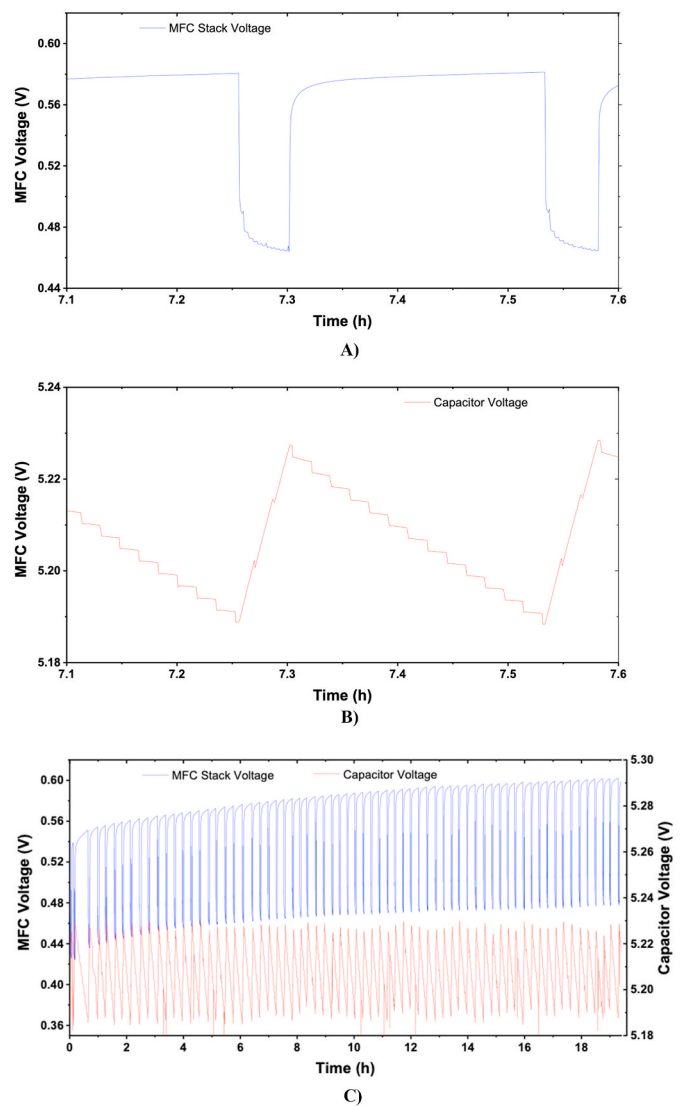 MFC Stack Voltage
0.60
0.56
0.52
0.48
0.44
MFC Voltage (V)
7.1 7.2 7.3 7.4 7.5 7.6
Time (h)
A)
Capacitor Voltage
5.24
5.22
5.20
5.18
MFC Voltage (V)
7.1 7.2 7.3 7.4 7.5 7.6
Time (h)
B)
MFC Stack Voltage Capacitor Voltage
0.60
0.56
0.52
0.48
0.44
0.40
0.36
MFC Voltage (V)
5.30
5.28
5.26
5.24
5.22
5.20
5.18
Capacitor Voltage (V)
0 2 4 6 8 10 12 14 16 18
Time (h)
C)